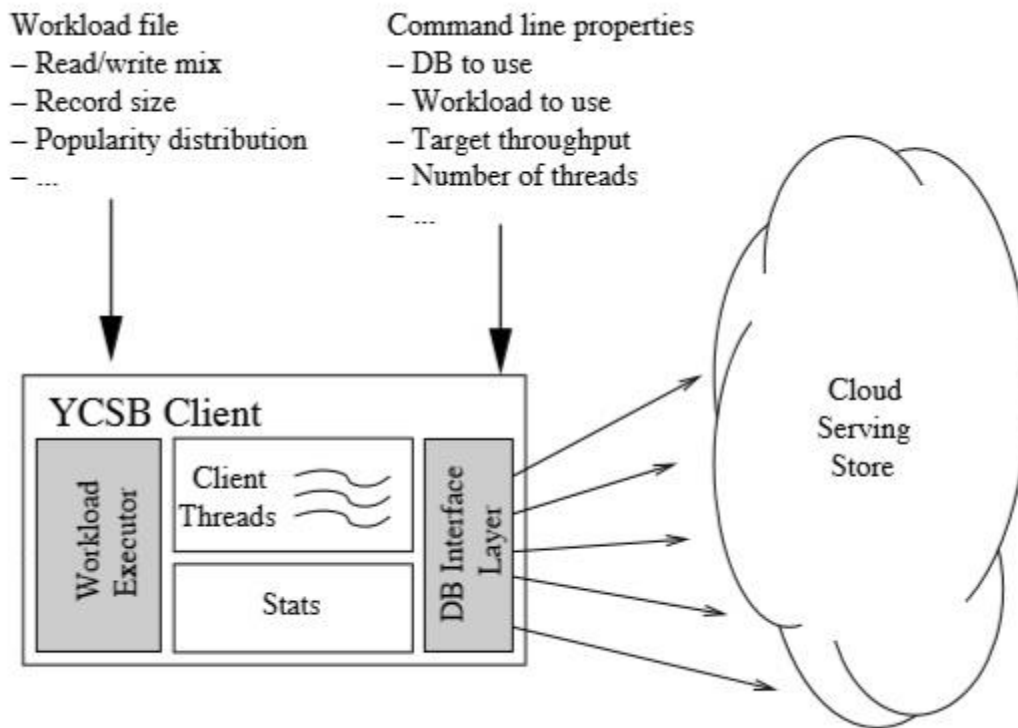 Workload file
– Read/write mix
– Record size
– Popularity distribution
– ...
Command line properties
– DB to use
– Workload to use
– Target throughput
– Number of threads
– ...
YCSB Client
Workload
Executor
Client
Threads
Stats
DB Interface
Layer
Cloud
Serving
Store